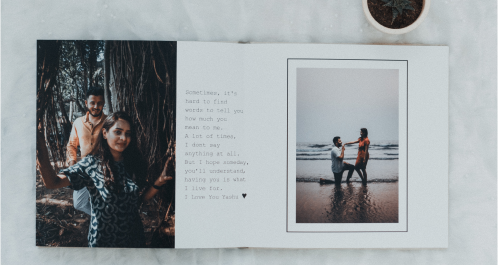 Sometimes, it's
hard to find
words to tell you
How much you
mean to me.
A lot of times,
I dont say
anything at all.
But I hope someday,
you'll understand,
having you is what
I live for.
I Love You